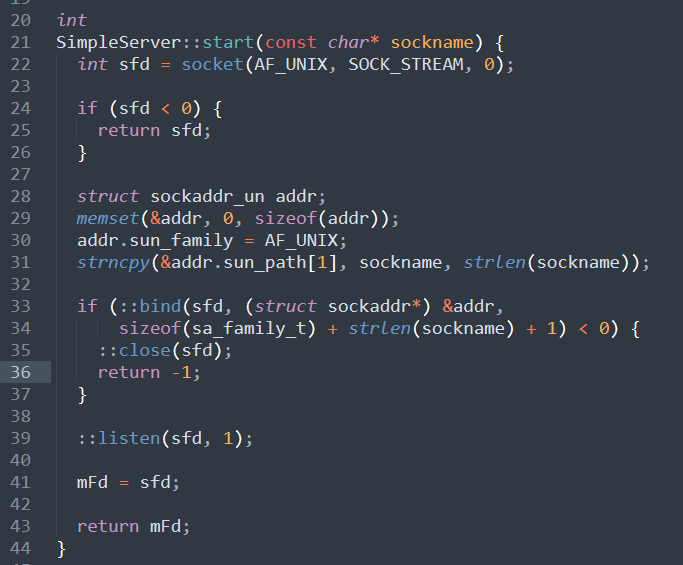 20 int
21 SimpleServer::start(const char* sockname) {
22 int sfd = socket(AF_UNIX, SOCK_STREAM, 0);
23
24 if (sfd < 0) {
25 return sfd;
26 }
27
28 struct sockaddr_un addr;
29 memset(&addr, 0, sizeof(addr));
30 addr.sun_family = AF_UNIX;
31 strncpy(&addr.sun_path[1], sockname, strlen(sockname));
32
33 if (::bind(sfd, (struct sockaddr*) &addr,
34 sizeof(sa_family_t) + strlen(sockname) + 1) < 0) {
35 ::close(sfd);
36 return -1;
37 }
38
39 ::listen(sfd, 1);
40
41 mFd = sfd;
42
43 return mFd;
44 }